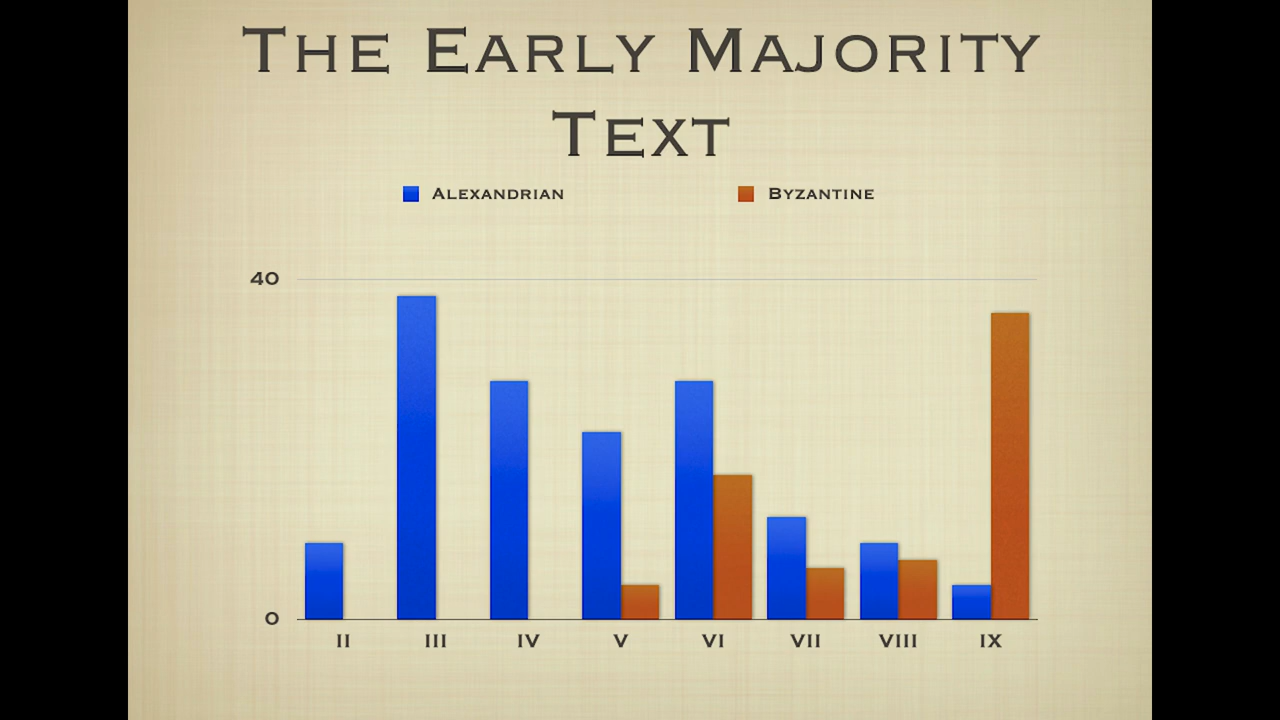 The Early Majority
Text
Alexandrian
Byzantine
40
0
II III IV V VI VII VIII IX